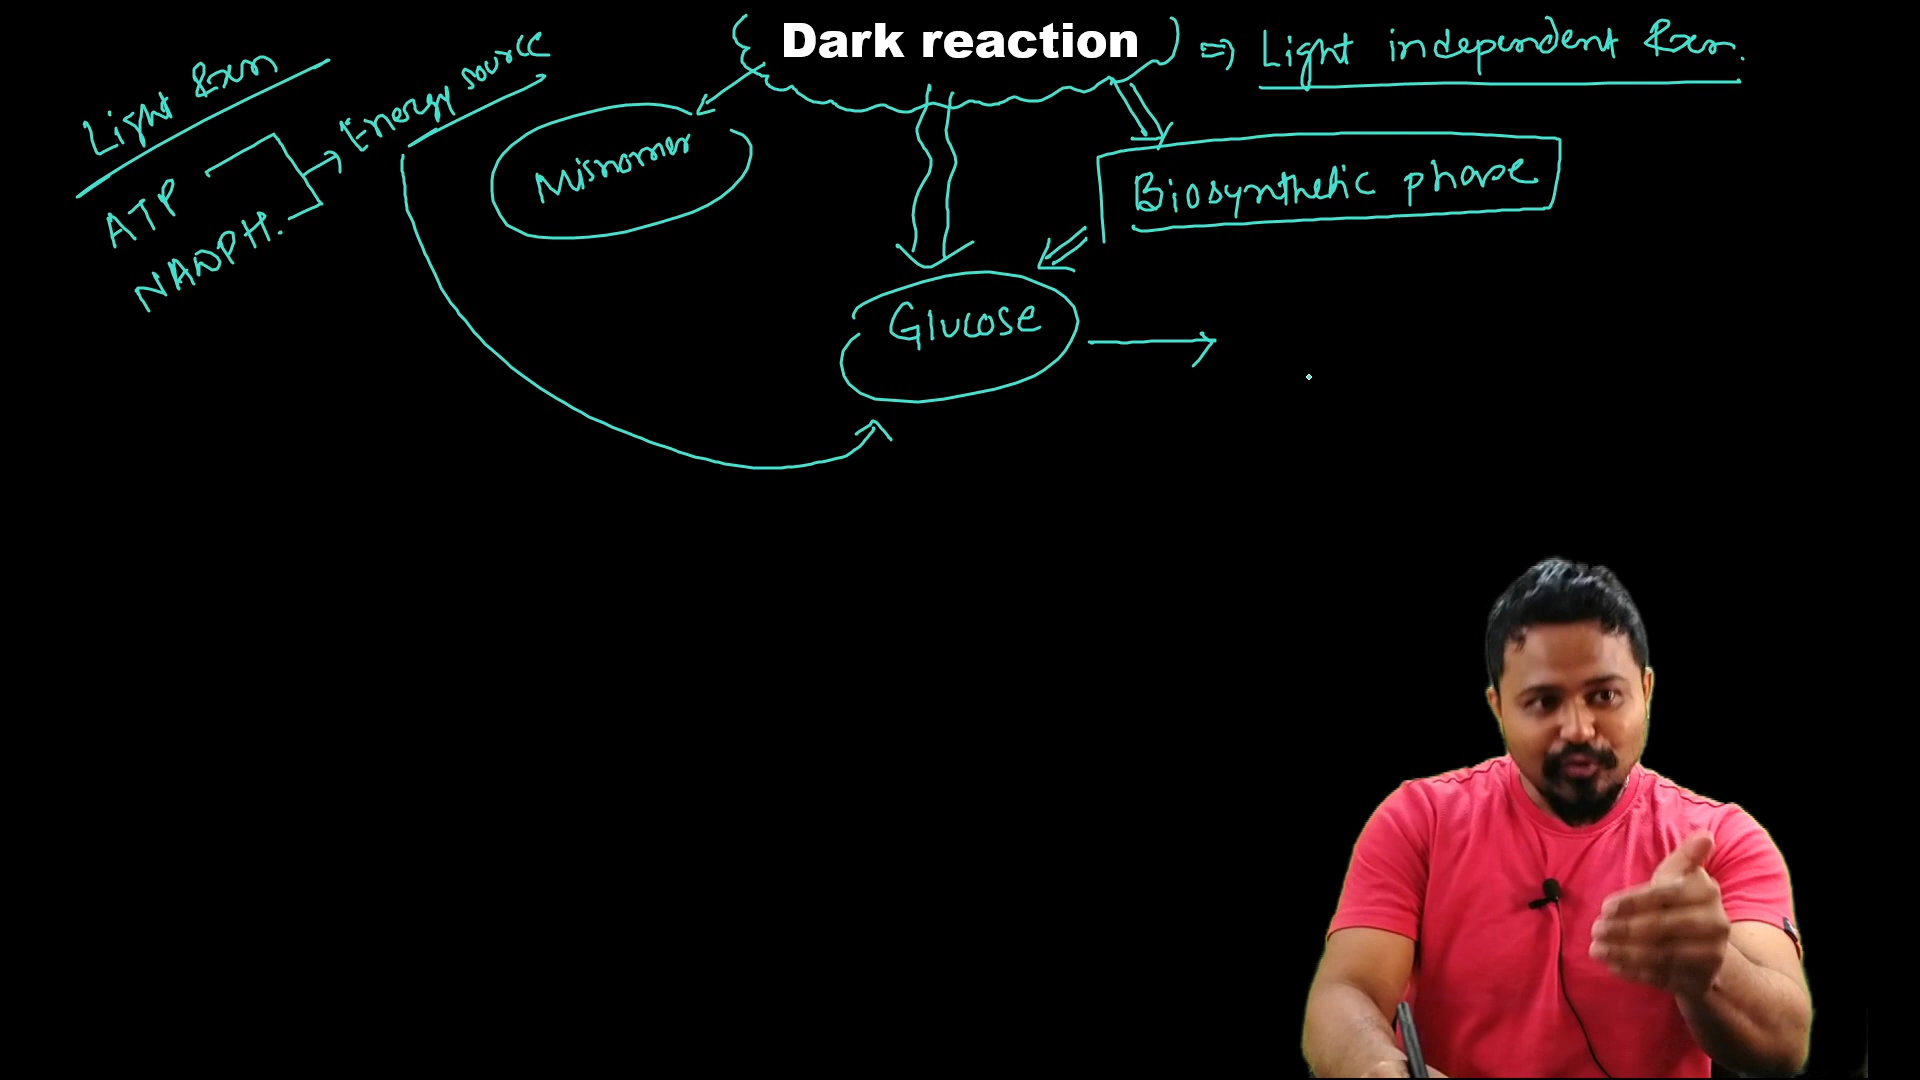 Dark reaction
⇒ Light independent Rxn.
Light Rxn
Energy source
ATP
NADPH.
Misnomer
Biosynthetic phase
Glucose